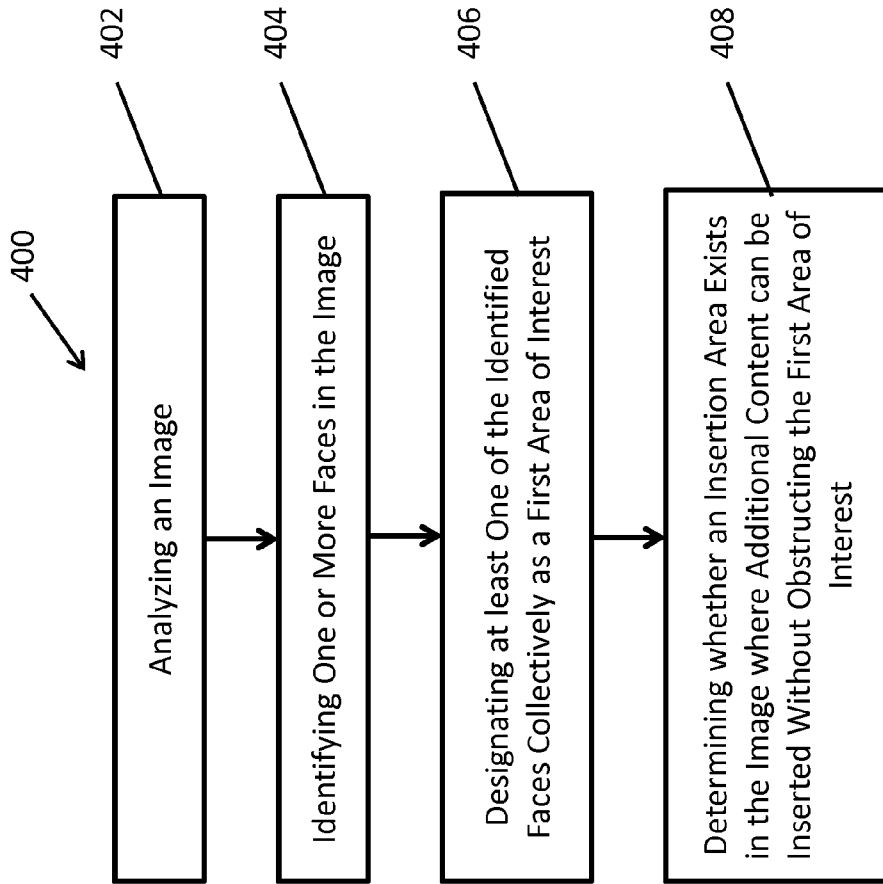 400
402
Analyzing an Image
404
Identifying One or More Faces in the Image
406
Designating at least One of the Identified
Faces Collectively as a First Area of Interest
408
Determining whether an Insertion Area Exists
in the Image where Additional Content can be
Inserted Without Obstructing the First Area of
Interest